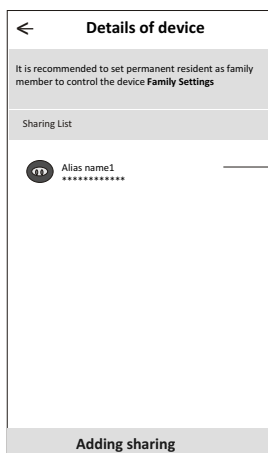 Details of device
It is recommended to set permanent resident as family
member to control the device Family Settings
Sharing List
Alias name1
************
Adding sharing